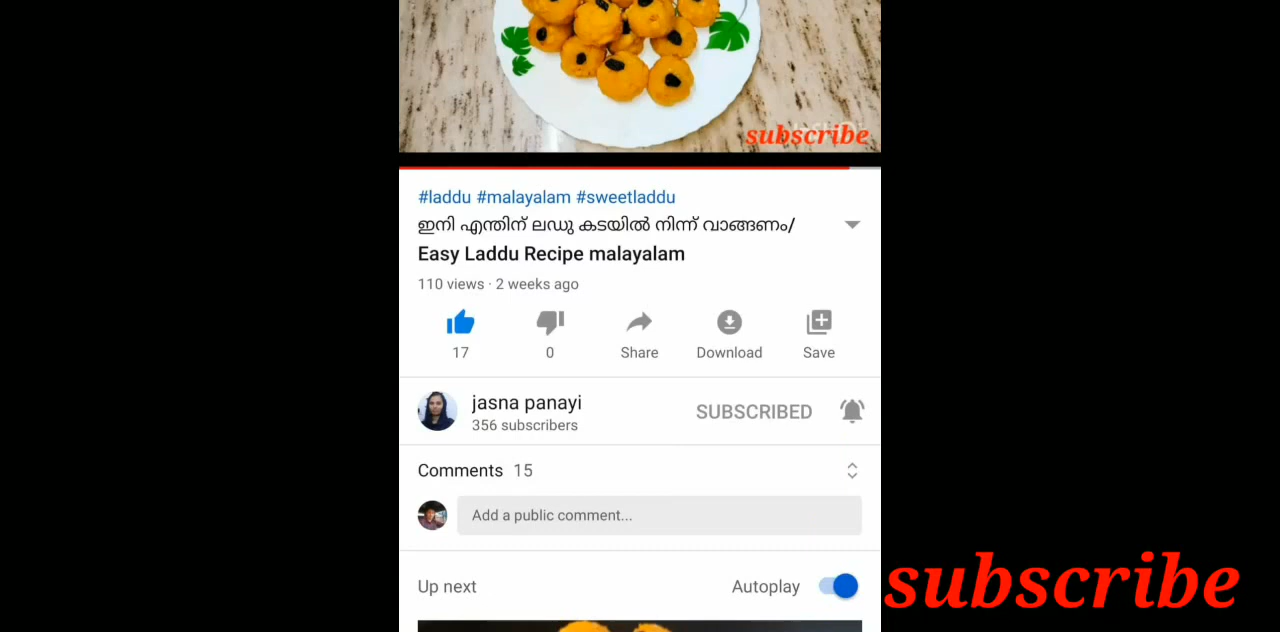 subscribe
#laddu #malayalam #sweetladdu
ഇനി എന്തിന് ലഡു കടയിൽ നിന്ന് വാങ്ങണം/
Easy Laddu Recipe malayalam
110 views · 2 weeks ago
17 0 Share Download Save
jasna panayi
356 subscribers
SUBSCRIBED
Comments 15
Add a public comment...
Up next Autoplay
subscribe